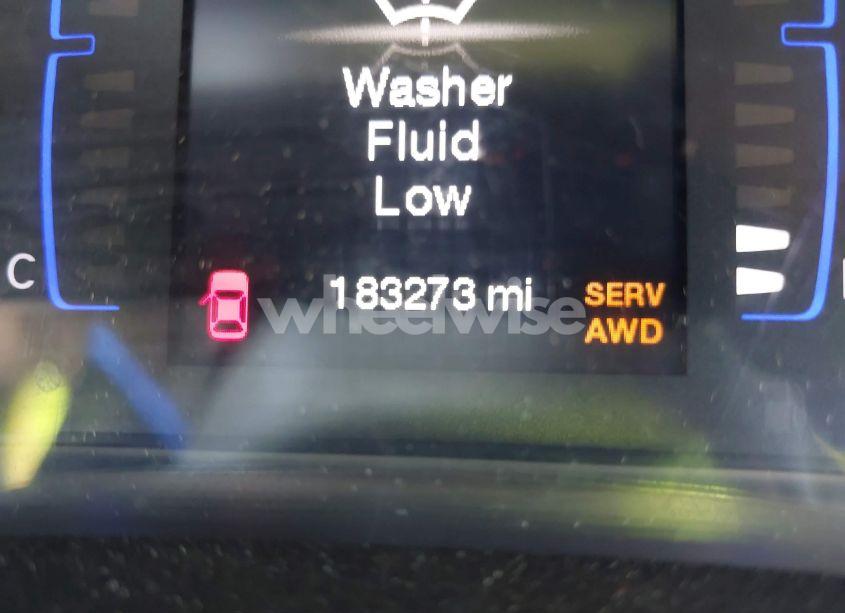 Washer
Fluid
Low
C
183273 mi
SERV
AWD
wheelwise